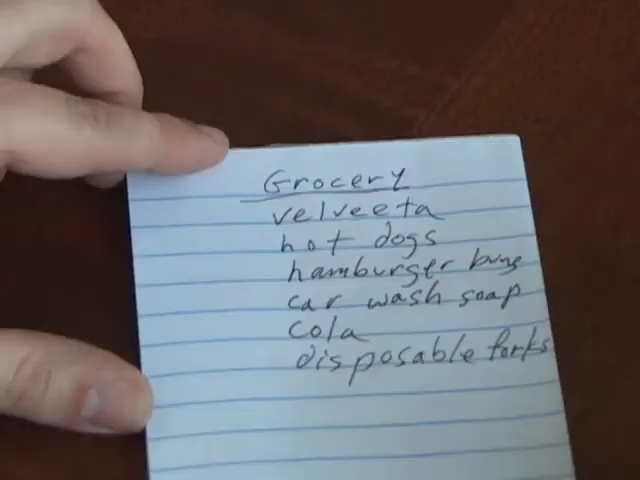 Grocery
velveeta
hot dogs
hamburger buns
car wash soap
cola
disposable forks